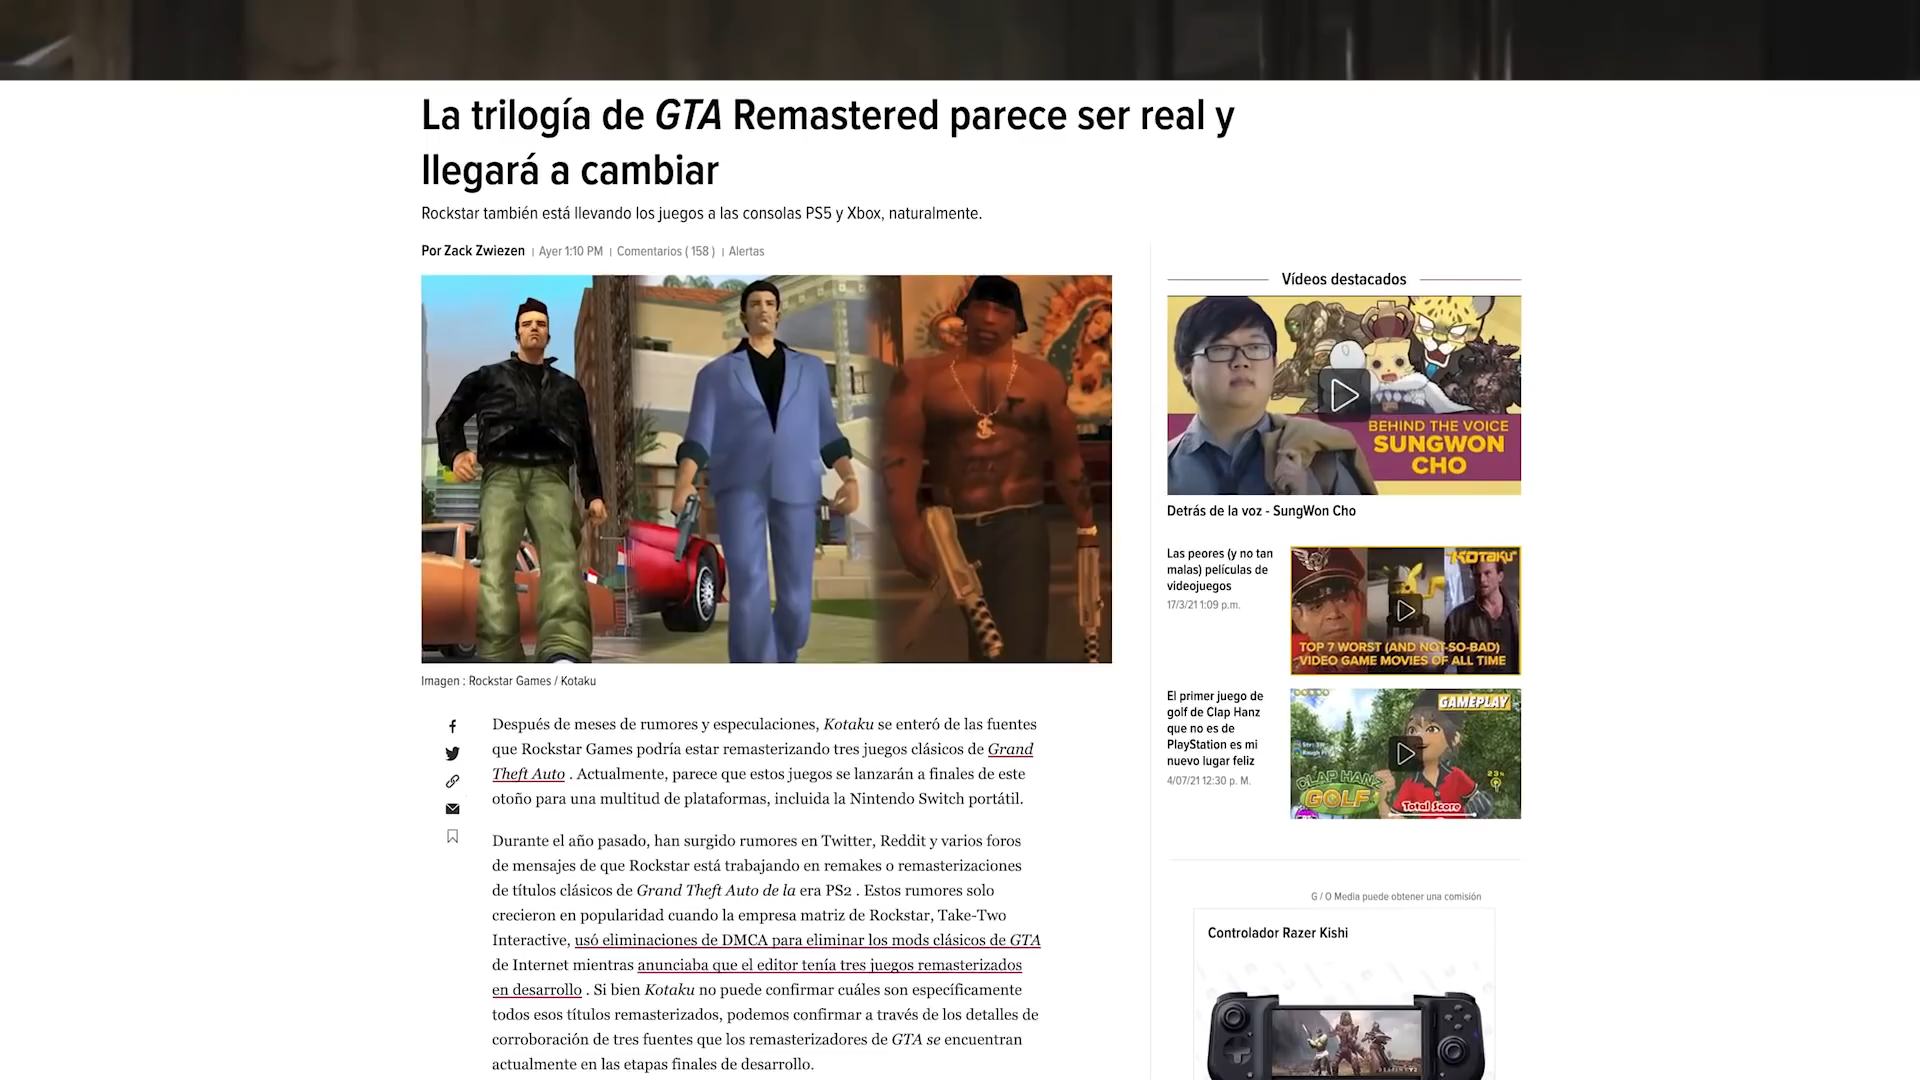 La trilogía de GTA Remastered parece ser real y
llegará a cambiar
Rockstar también está llevando los juegos a las consolas PS5 y Xbox, naturalmente.
Por Zack Zwiezen | Ayer 1:10 PM | Comentarios ( 158 ) | Alertas
Imagen : Rockstar Games / Kotaku
Después de meses de rumores y especulaciones, Kotaku se enteró de las fuentes
que Rockstar Games podría estar remasterizando tres juegos clásicos de Grand
Theft Auto . Actualmente, parece que estos juegos se lanzarán a finales de este
otoño para una multitud de plataformas, incluida la Nintendo Switch portátil.
Durante el año pasado, han surgido rumores en Twitter, Reddit y varios foros
de mensajes de que Rockstar está trabajando en remakes o remasterizaciones
de títulos clásicos de Grand Theft Auto de la era PS2 . Estos rumores solo
crecieron en popularidad cuando la empresa matriz de Rockstar, Take-Two
Interactive, usó eliminaciones de DMCA para eliminar los mods clásicos de GTA
de Internet mientras anunciaba que el editor tenía tres juegos remasterizados
en desarrollo . Si bien Kotaku no puede confirmar cuáles son específicamente
todos esos títulos remasterizados, podemos confirmar a través de los detalles de
corroboración de tres fuentes que los remasterizadores de GTA se encuentran
actualmente en las etapas finales de desarrollo.
Vídeos destacados
BEHIND THE VOICE
SUNGWON
CHO
Detrás de la voz - SungWon Cho
Las peores (y no tan
malas) películas de
videojuegos
17/3/21 1:09 p.m.
KOTAKU
TOP 7 WORST (AND NOT-SO-BAD)
VIDEO GAME MOVIES OF ALL TIME
El primer juego de
golf de Clap Hanz
que no es de
PlayStation es mi
nuevo lugar feliz
4/07/21 12:30 p. M.
GAMEPLAY
CLAP HANZ
GOLF
Total Score
G / O Media puede obtener una comisión
Controlador Razer Kishi